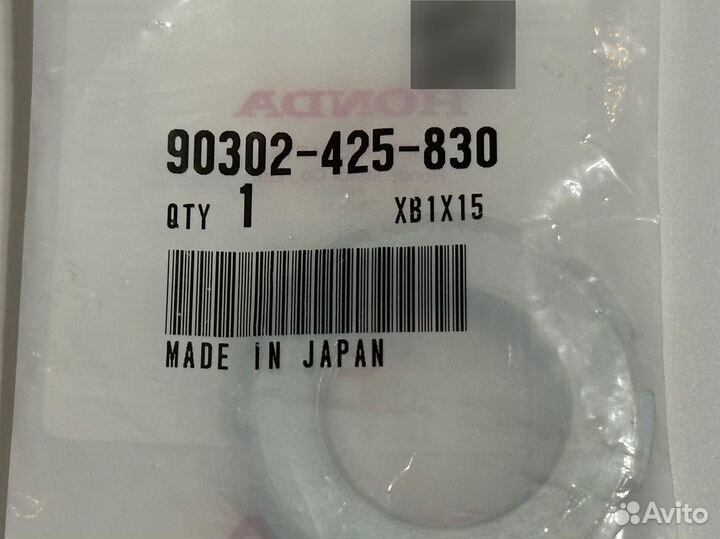 HONDA
90302-425-830
QTY 1 XB1X15
MADE IN JAPAN
Avito